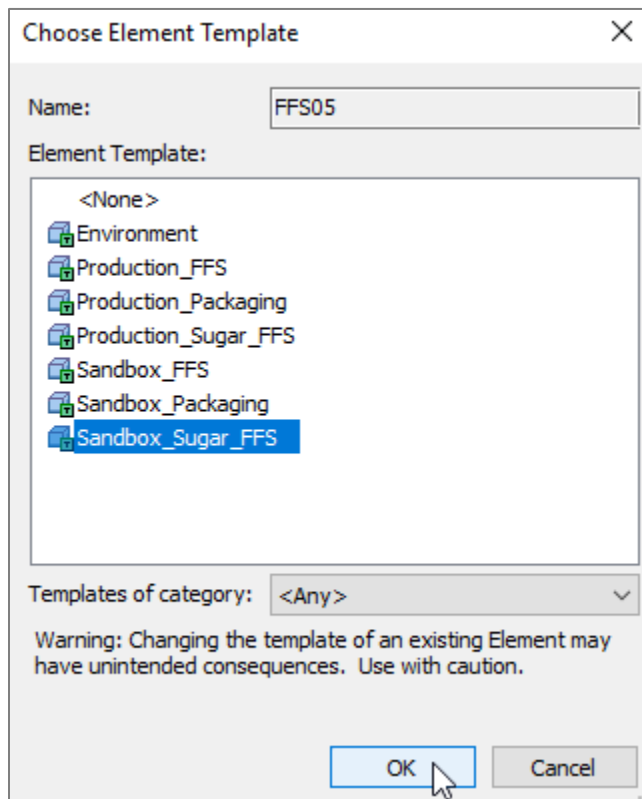 Choose Element Template
Name: FFS05
Element Template:
<None>
Environment
Production_FFS
Production_Packaging
Production_Sugar_FFS
Sandbox_FFS
Sandbox_Packaging
Sandbox_Sugar_FFS
Templates of category: <Any>
Warning: Changing the template of an existing Element may
have unintended consequences.  Use with caution.
OK Cancel